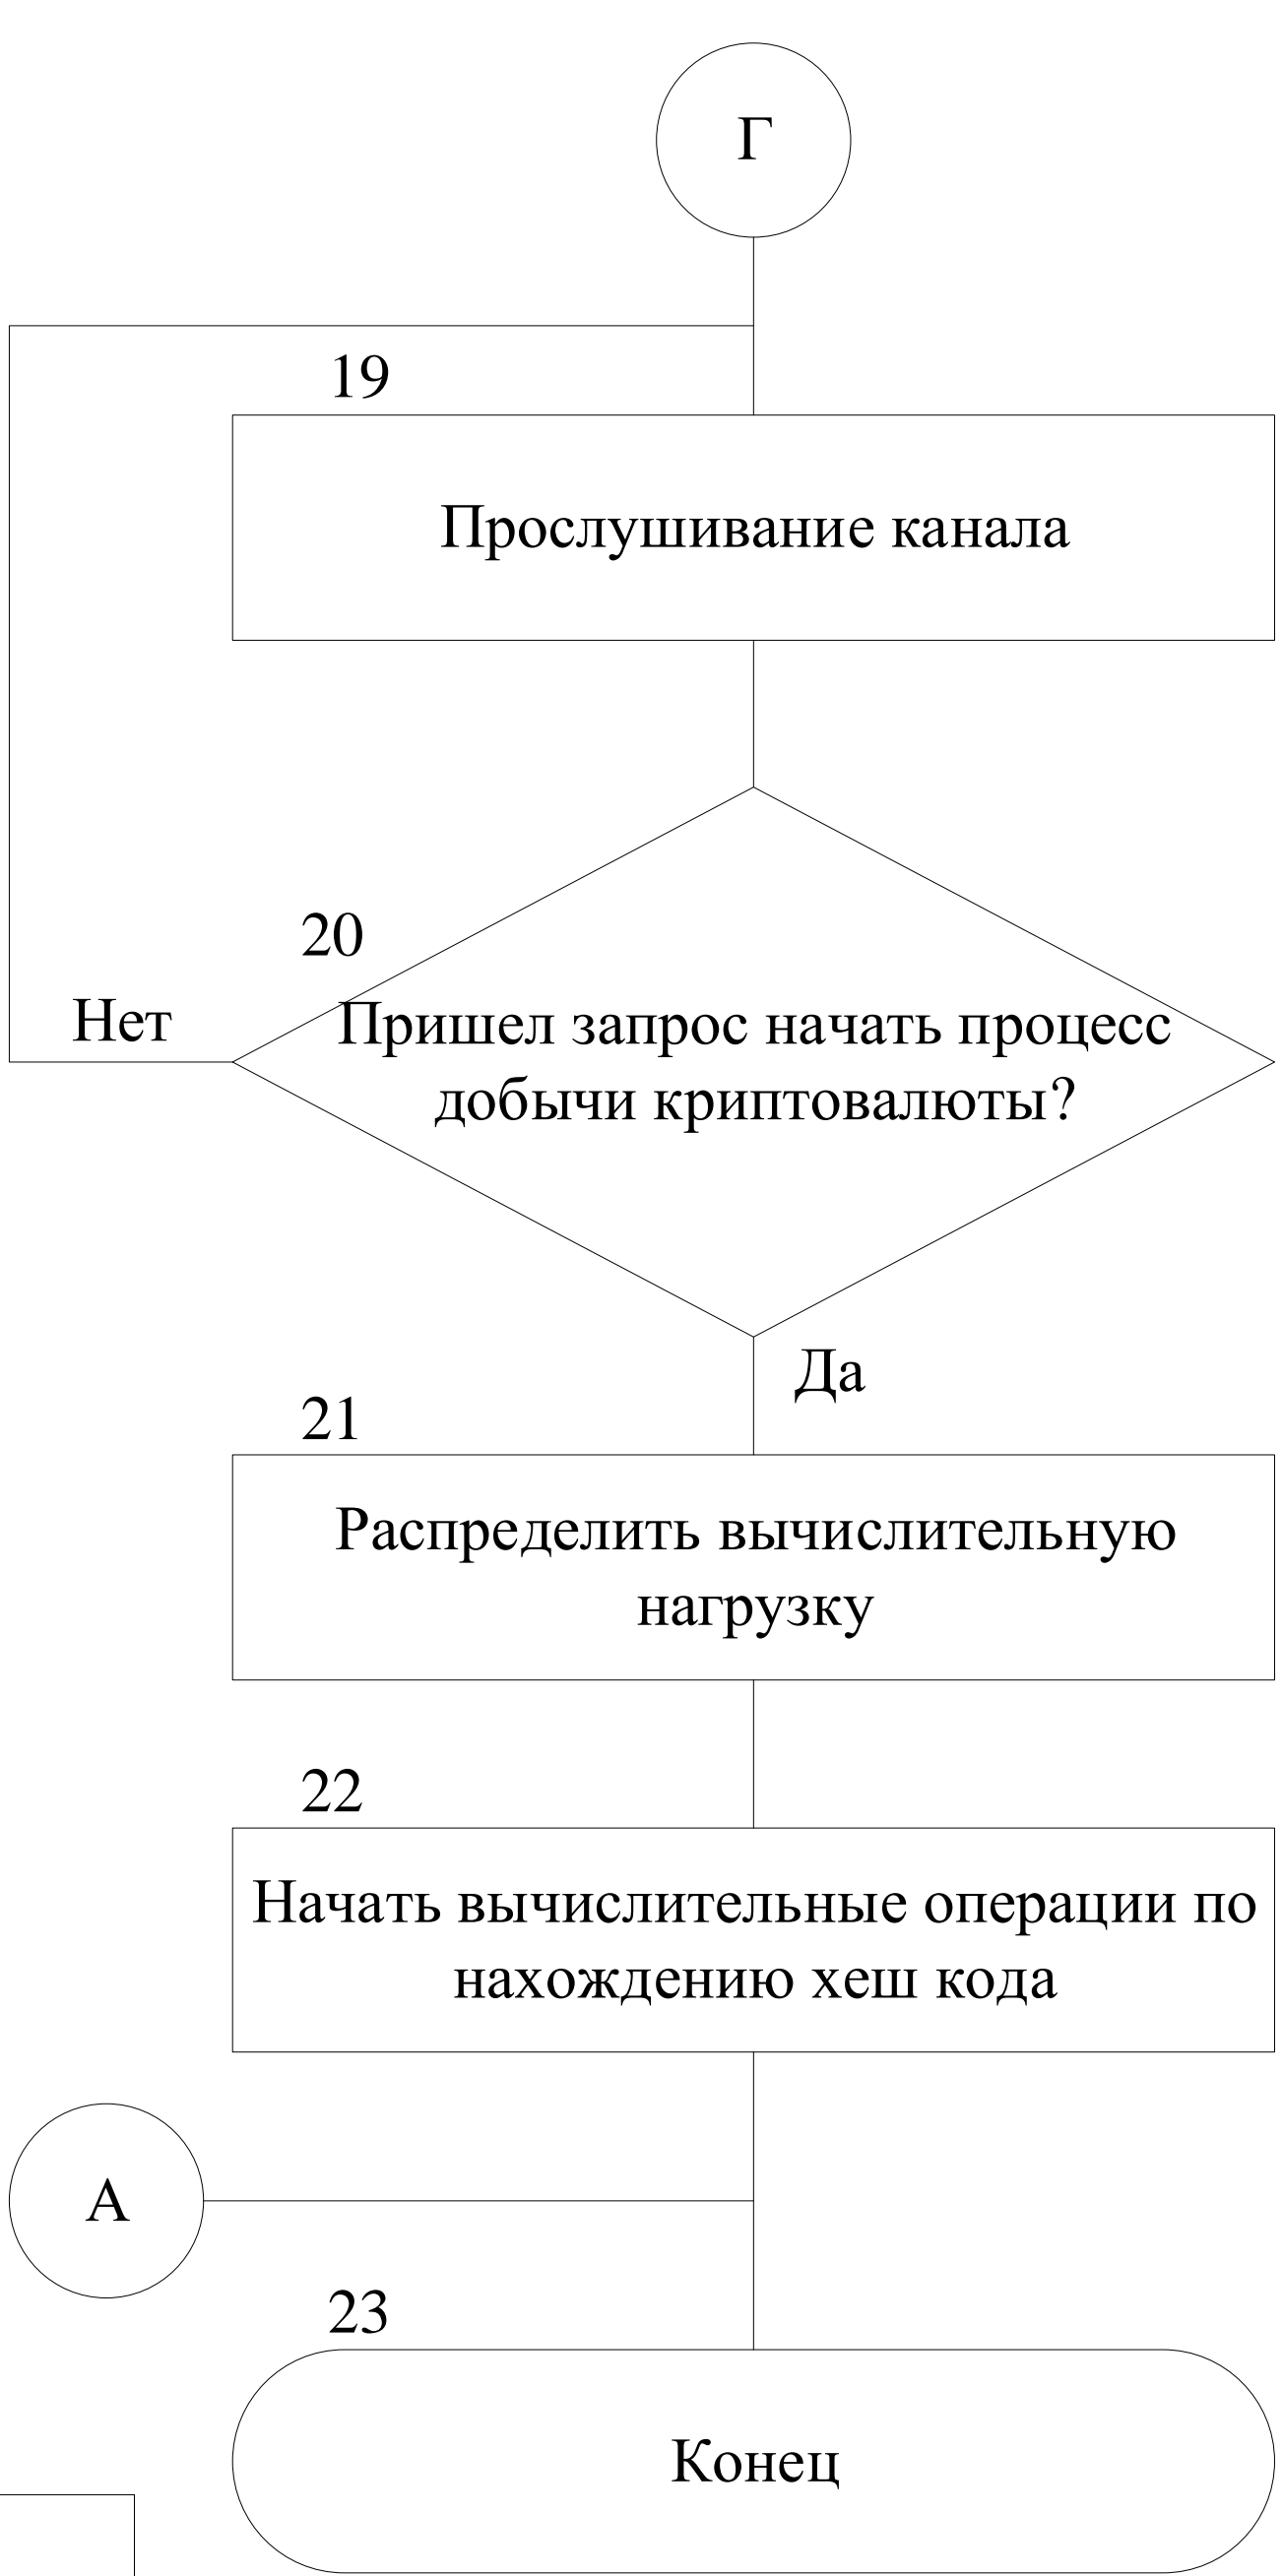 Г
19
Прослушивание канала
20
Нет
Пришел запрос начать процесс
добычи криптовалюты?
Да
21
Распределить вычислительную
нагрузку
22
Начать вычислительные операции по
нахождению хеш кода
А
23
Конец